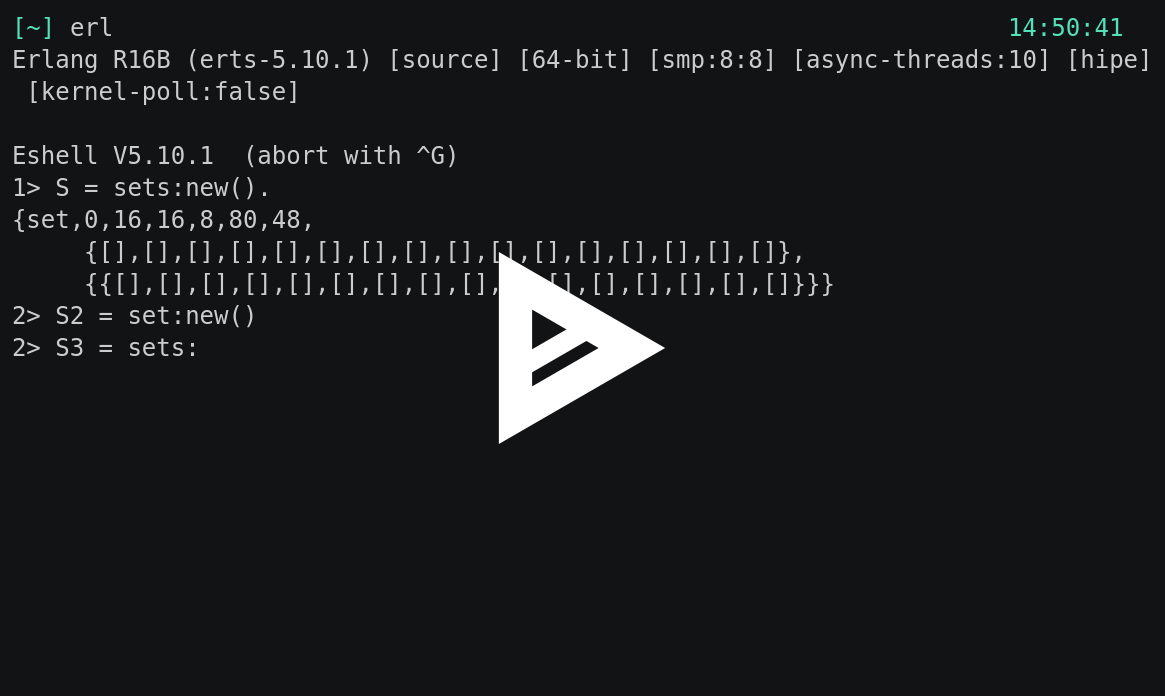 [~] erl 14:50:41
Erlang R16B (erts-5.10.1) [source] [64-bit] [smp:8:8] [async-threads:10] [hipe]
[kernel-poll:false]
Eshell V5.10.1 (abort with ^G)
1> S = sets:new().
{set,0,16,16,8,80,48,
{[],[],[],[],[],[],[],[],[],[],[],[],[],[],[],[]},
{{[],[],[],[],[],[],[],[],[],[],[],[],[],[],[],[]}}}
2> S2 = set:new()
2> S3 = sets: